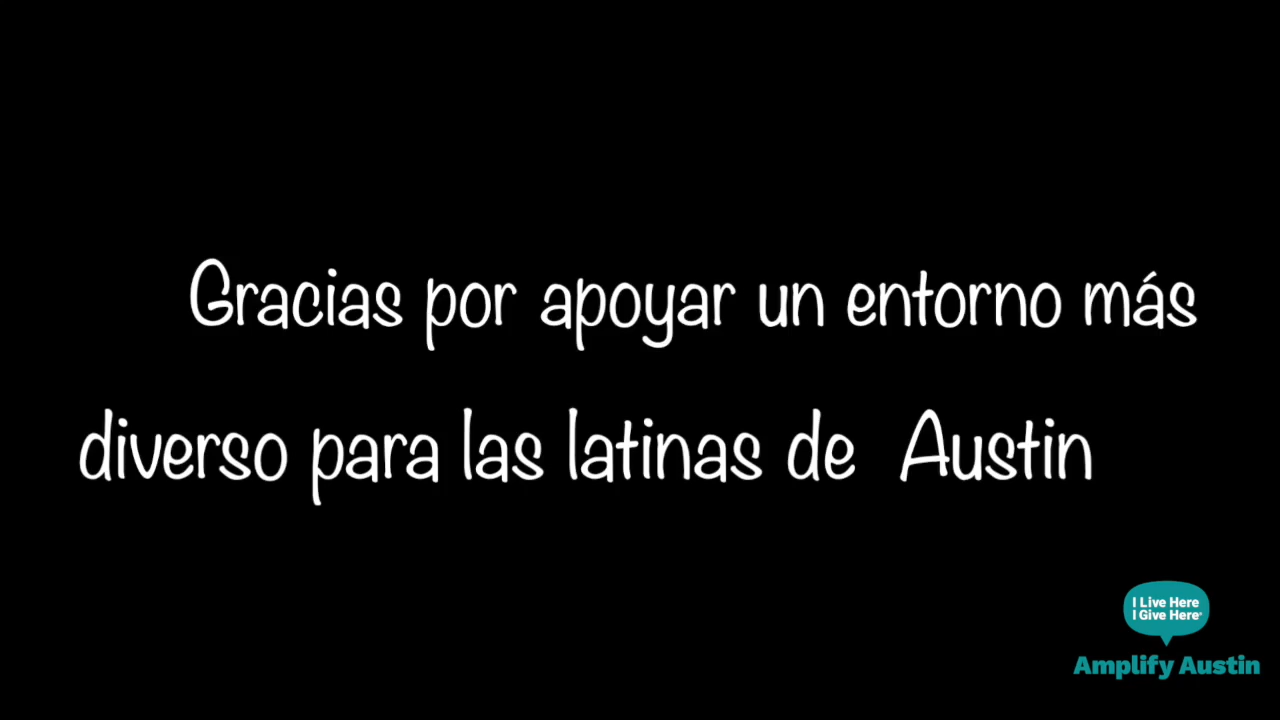 Gracias por apoyar un entorno más
diverso para las latinas de Austin
I Live Here
I Give Here®
Amplify Austin